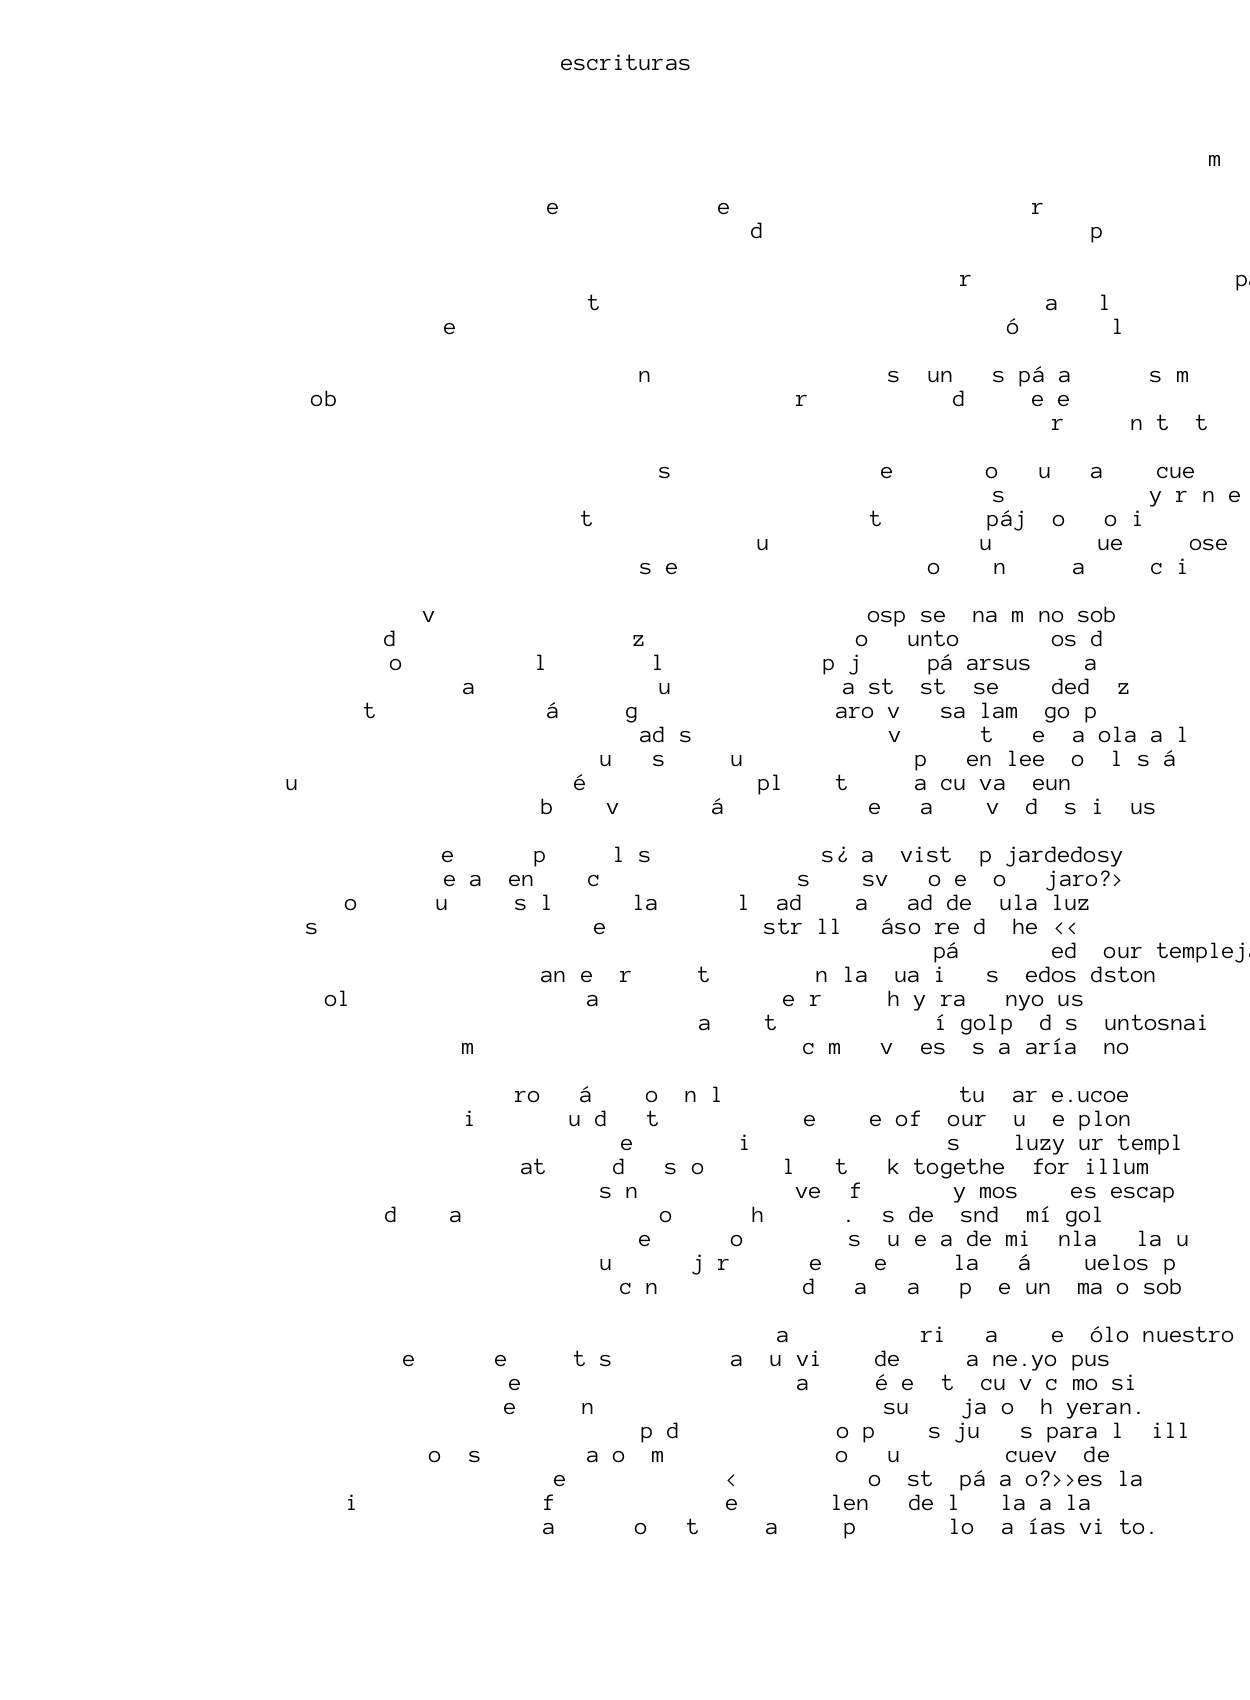 escrituras
m
e e r
d p
r pa
t a l
e ó l
n s un s pá a s m
ob r d e e
r n t t
s e o u a cue
s y r n e
t t páj o o i
u u ue ose
s e o n a c i
v osp se na m no sob
d z o unto os d
o l l p j pá arsus a
a u a st st se ded z
t á g aro v sa lam go p
ad s v t e a ola a l
u s u p en lee o l s á
u é pl t a cu va eun
b v á e a v d s i us
e p l s s¿ a vist p jardedosy
e a en c s sv o e o jaro?>
o u s l la l ad a ad de ula luz
s e str ll áso re d he <<
pá ed our templeja
an e r t n la ua i s edos dston
ol a e r h y ra nyo us
a t í golp d s untosnai
m c m v es s a aría no
ro á o n l tu ar e.ucoe
i u d t e e of our u e plon
e i s luzy ur templ
at d s o l t k togethe for illum
s n ve f y mos es escap
d a o h . s de snd mí gol
e o s u e a de mi nla la u
u j r e e la á uelos p
c n d a a p e un ma o sob
a ri a e ólo nuestro
e e t s a u vi de a ne.yo pus
e a é e t cu v c mo si
e n su ja o h yeran.
p d o p s ju s para l ill
o s a o m o u cuev de
e < o st pá a o?>>es la
i f e len de l la a la
a o t a p lo a ías vi to.